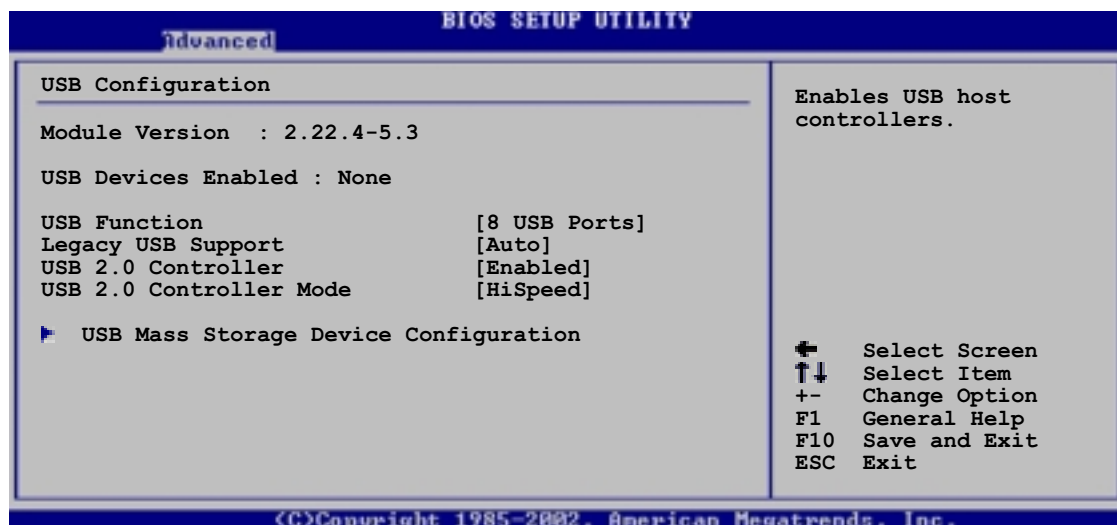 BIOS SETUP UTILITY
Advanced
USB Configuration
Module Version : 2.22.4-5.3
USB Devices Enabled : None
USB Function [8 USB Ports]
Legacy USB Support [Auto]
USB 2.0 Controller [Enabled]
USB 2.0 Controller Mode [HiSpeed]
USB Mass Storage Device Configuration
Enables USB host
controllers.
Select Screen
↑↓ Select Item
+- Change Option
F1 General Help
F10 Save and Exit
ESC Exit
(C)Copyright 1985-2002, American Megatrends, Inc.